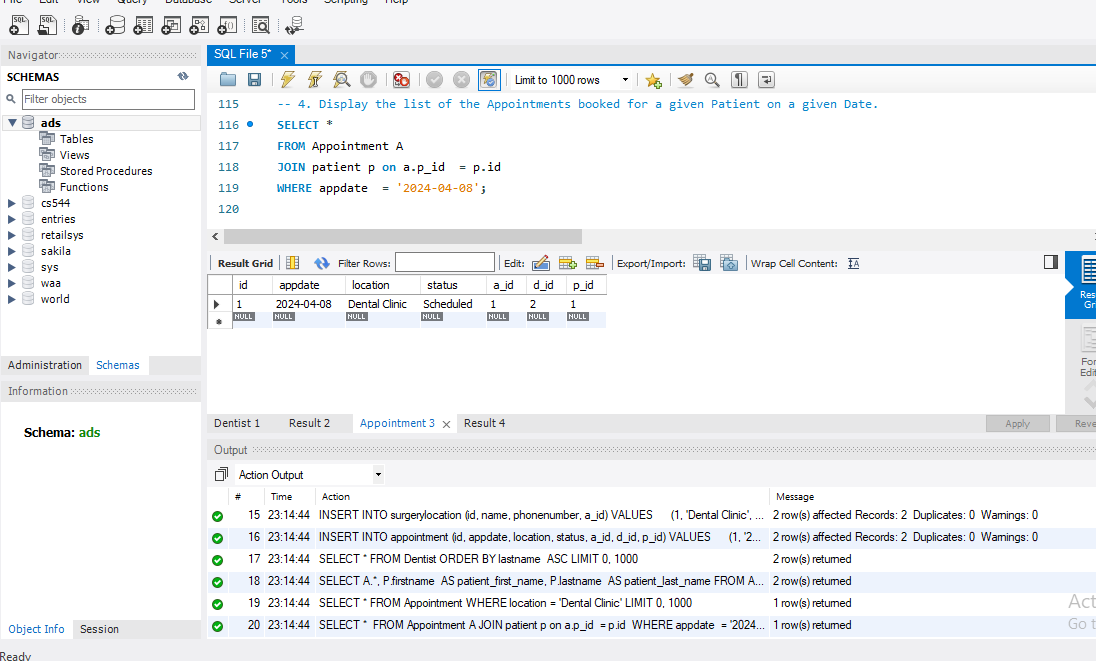 File Edit View Query Database Server Tools Scripting Help
Navigator
SQL File 5*
SCHEMAS
Filter objects
ads
Tables
Views
Stored Procedures
Functions
cs544
entries
retailsys
sakila
sys
waa
world
Administration Schemas
Information
Schema: ads
Object Info Session
Ready
Limit to 1000 rows
115 -- 4. Display the list of the Appointments booked for a given Patient on a given Date.
116 SELECT *
117 FROM Appointment A
118 JOIN patient p on a.p_id = p.id
119 WHERE appdate = '2024-04-08';
120
Result Grid Filter Rows: Edit: Export/Import: Wrap Cell Content:
id appdate location status a_id d_id p_id
1 2024-04-08 Dental Clinic Scheduled 1 2 1
NULL NULL NULL NULL NULL NULL NULL
Dentist 1 Result 2 Appointment 3 Result 4 Apply
Output
Action Output
# Time Action Message
15 23:14:44 INSERT INTO surgerylocation (id, name, phonenumber, a_id) VALUES (1, 'Dental Clinic', ... 2 row(s) affected Records: 2 Duplicates: 0 Warnings: 0
16 23:14:44 INSERT INTO appointment (id, appdate, location, status, a_id, d_id, p_id) VALUES (1, '2... 2 row(s) affected Records: 2 Duplicates: 0 Warnings: 0
17 23:14:44 SELECT * FROM Dentist ORDER BY lastname ASC LIMIT 0, 1000 2 row(s) returned
18 23:14:44 SELECT A.*, P.firstname AS patient_first_name, P.lastname AS patient_last_name FROM A... 2 row(s) returned
19 23:14:44 SELECT * FROM Appointment WHERE location = 'Dental Clinic' LIMIT 0, 1000 1 row(s) returned
20 23:14:44 SELECT * FROM Appointment A JOIN patient p on a.p_id = p.id WHERE appdate = '2024... 1 row(s) returned